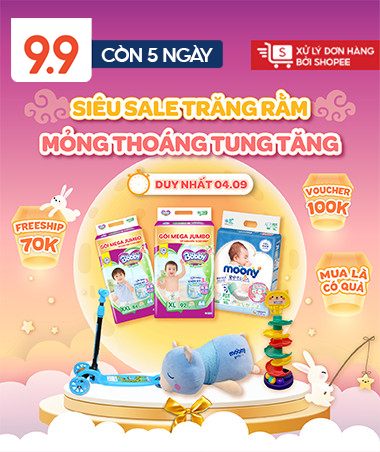 9.9
CÒN 5 NGÀY
XỬ LÝ ĐƠN HÀNG
BỞI SHOPEE
SIÊU SALE TRĂNG RẰM
MỎNG THOÁNG TUNG TĂNG
DUY NHẤT 04.09
FREESHIP
70K
VOUCHER
100K
MUA LÀ
CÓ QUÀ
GÓI MEGA JUMBO
Bobby
XXL
GÓI MEGA JUMBO
Bobby
XL
moony
moony